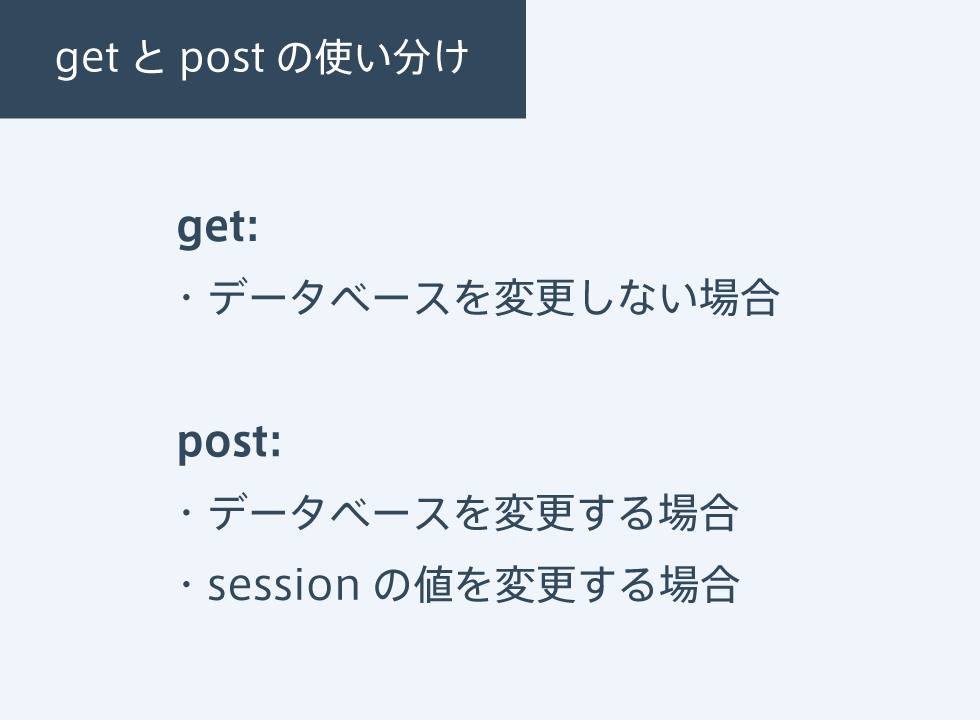 get と post の使い分け
get:
・データベースを変更しない場合
post:
・データベースを変更する場合
・session の値を変更する場合